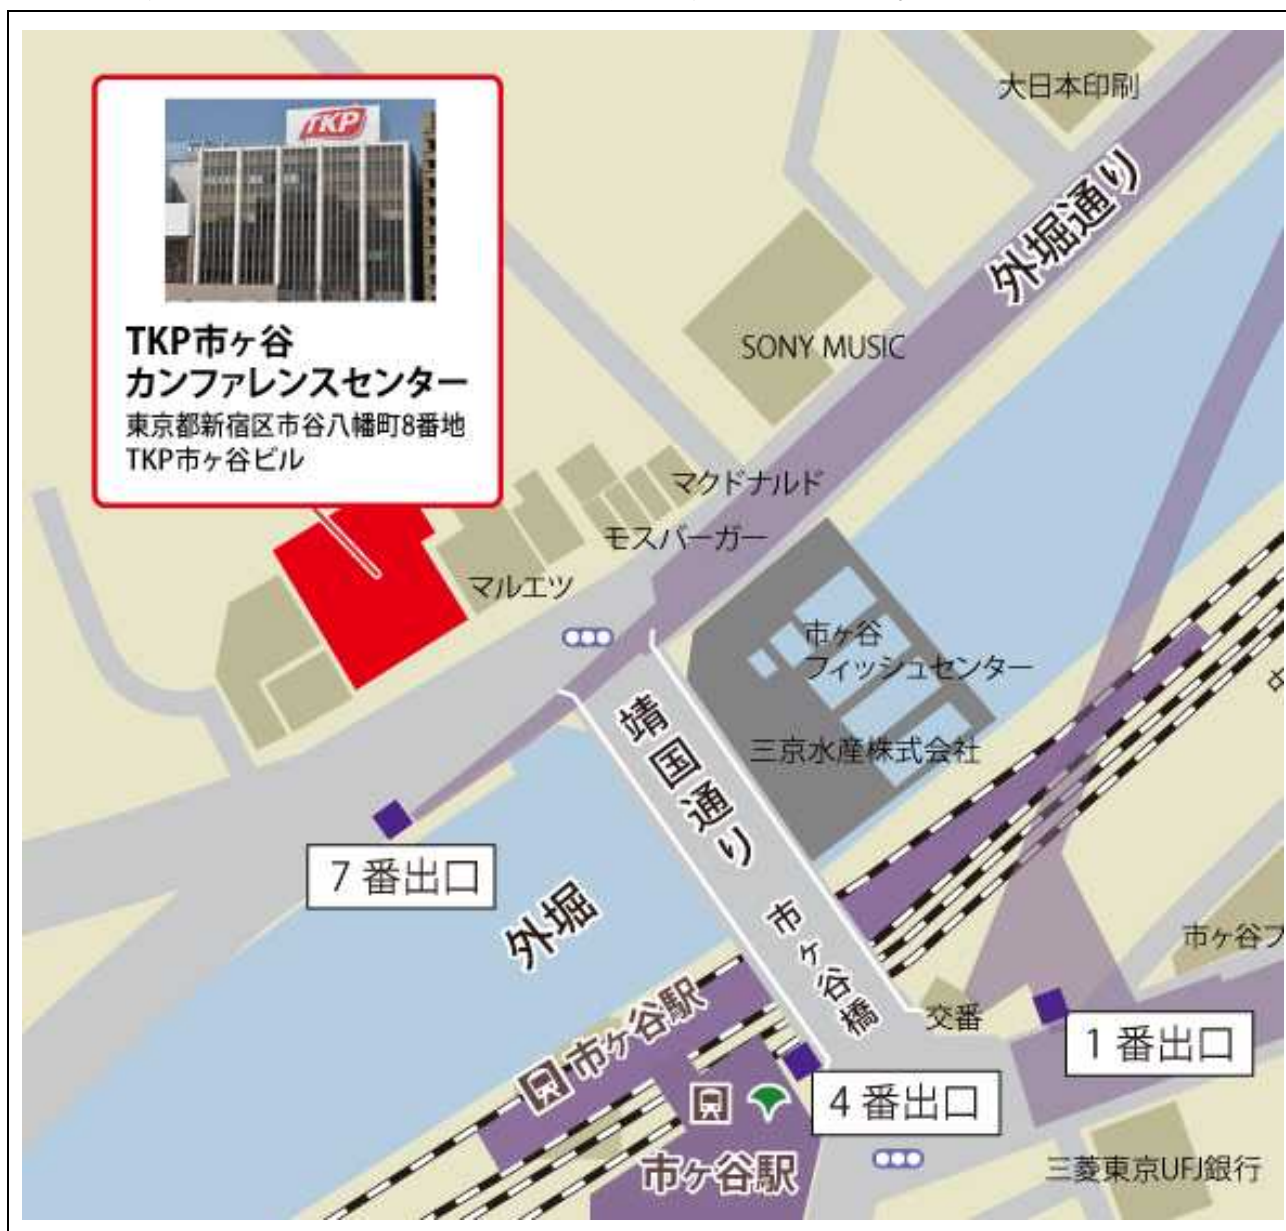 TKP
TKP市ヶ谷
カンファレンスセンター
東京都新宿区市谷八幡町8番地
TKP市ヶ谷ビル
大日本印刷
外堀通り
SONY MUSIC
マクドナルド
モスバーガー
マルエツ
市ヶ谷
フィッシュセンター
三京水産株式会社
靖国通り
7 番出口
外堀
市ヶ谷橋
市ヶ谷フ
市ヶ谷駅
交番
1 番出口
4 番出口
市ヶ谷駅
三菱東京UFJ銀行